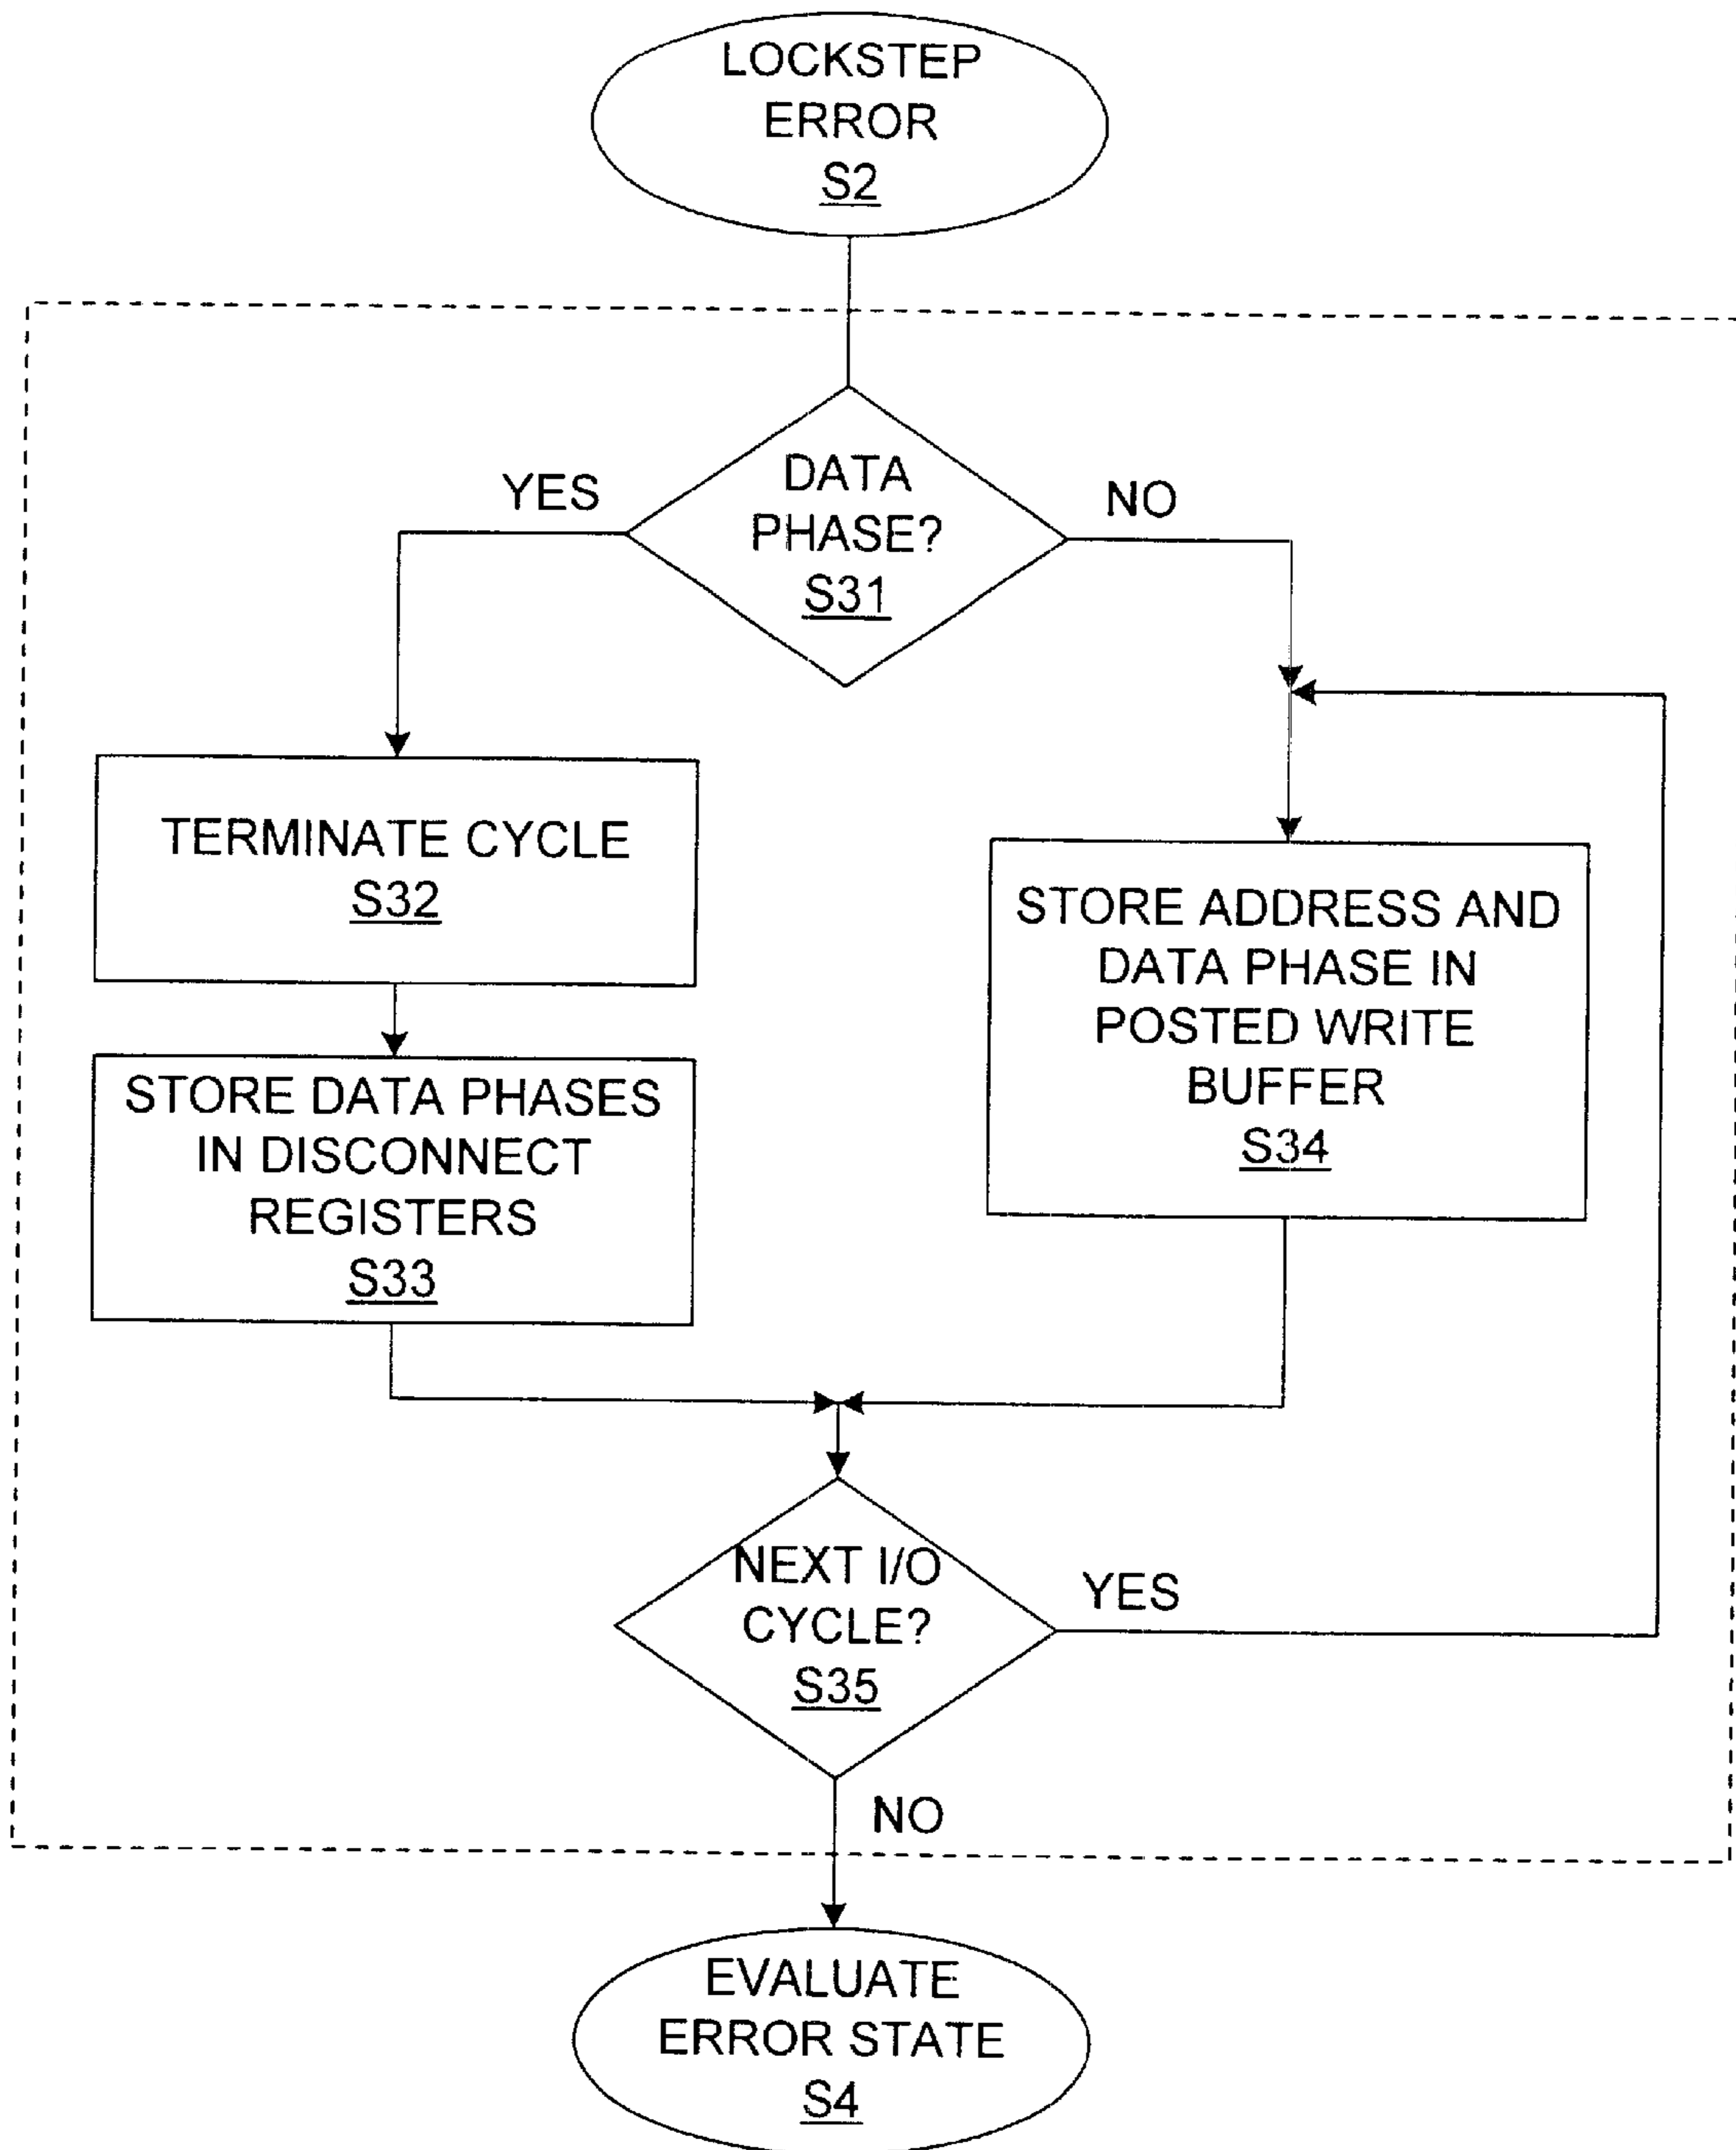 LOCKSTEP
ERROR
S2
DATA
PHASE?
S31
YES
NO
TERMINATE CYCLE
S32
STORE DATA PHASES
IN DISCONNECT
REGISTERS
S33
STORE ADDRESS AND
DATA PHASE IN
POSTED WRITE
BUFFER
S34
NEXT I/O
CYCLE?
S35
YES
NO
EVALUATE
ERROR STATE
S4